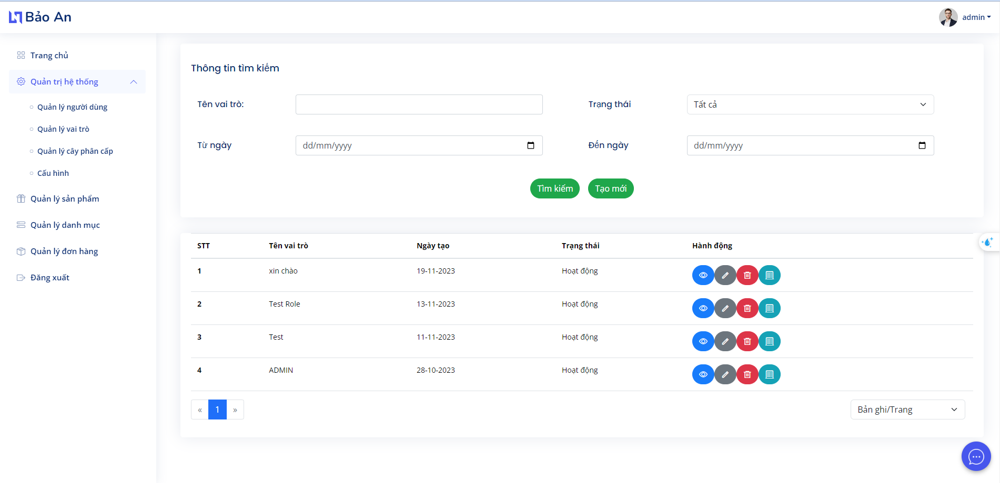 Bảo An
admin
Trang chủ
Quản trị hệ thống
Quản lý người dùng
Quản lý vai trò
Quản lý cây phân cấp
Cấu hình
Quản lý sản phẩm
Quản lý danh mục
Quản lý đơn hàng
Đăng xuất
Thông tin tìm kiếm
Tên vai trò: Trạng thái Tất cả
Từ ngày dd/mm/yyyy Đến ngày dd/mm/yyyy
Tìm kiếm Tạo mới
STT Tên vai trò Ngày tạo Trạng thái Hành động
1 xin chào 19-11-2023 Hoạt động
2 Test Role 13-11-2023 Hoạt động
3 Test 11-11-2023 Hoạt động
4 ADMIN 28-10-2023 Hoạt động
« 1 » Bản ghi/Trang